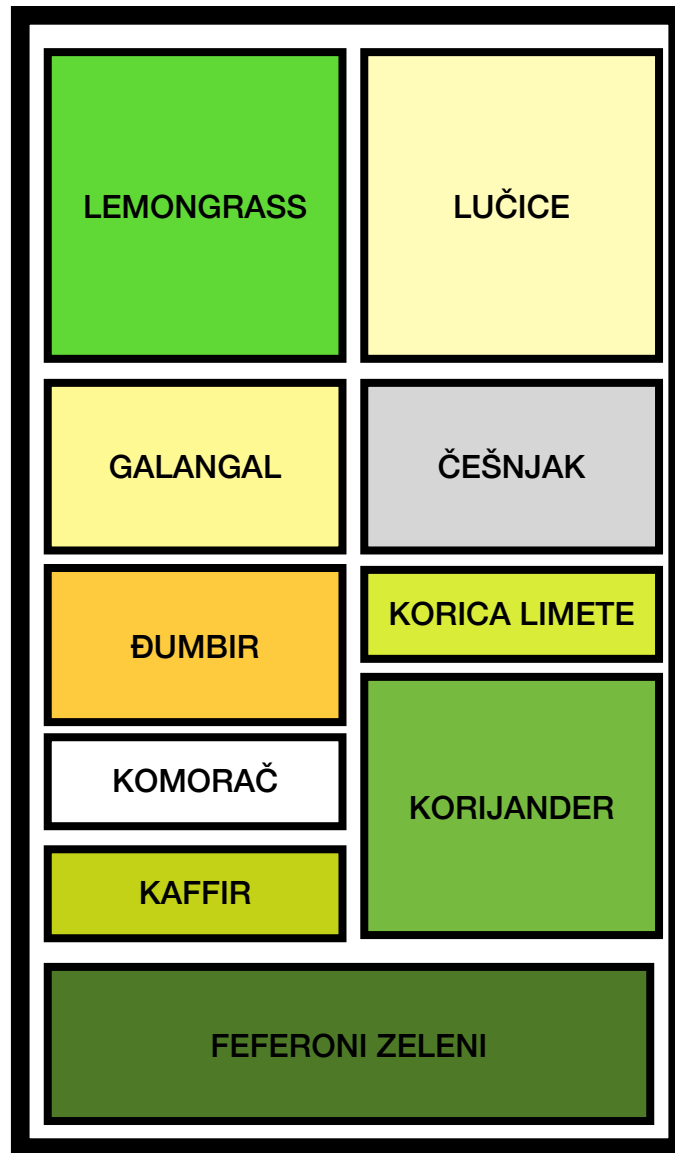 LEMONGRASS
LUČICE
GALANGAL
ČEŠNJAK
ĐUMBIR
KORICA LIMETE
KOMORAČ
KORIJANDER
KAFFIR
FEFERONI ZELENI